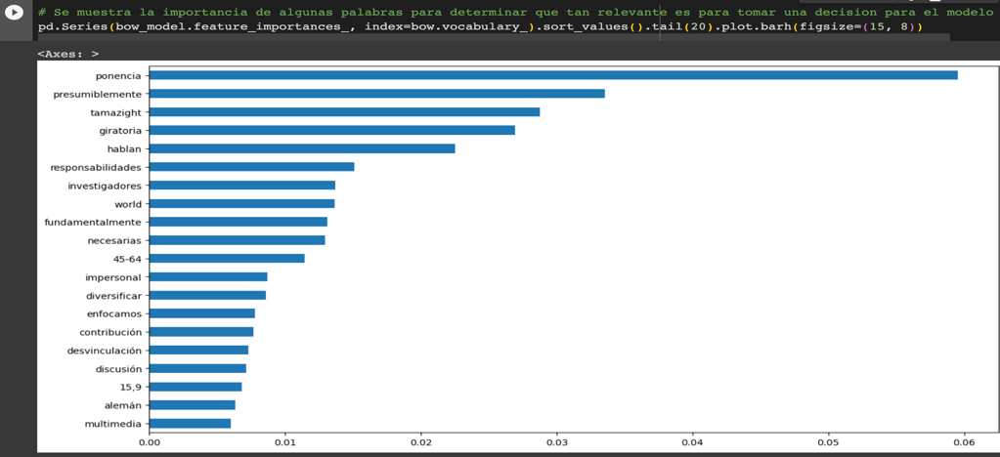 # Se muestra la importancia de algunas palabras para determinar que tan relevante es para tomar una decision para el modelo
pd.Series(bow_model.feature_importances_, index=bow.vocabulary_).sort_values().tail(20).plot.barh(figsize=(15, 8))
<Axes: >
ponencia
presumiblemente
tamazight
giratoria
hablan
responsabilidades
investigadores
world
fundamentalmente
necesarias
45-64
impersonal
diversificar
enfocamos
contribución
desvinculación
discusión
15,9
alemán
multimedia
0.00 0.01 0.02 0.03 0.04 0.05 0.06